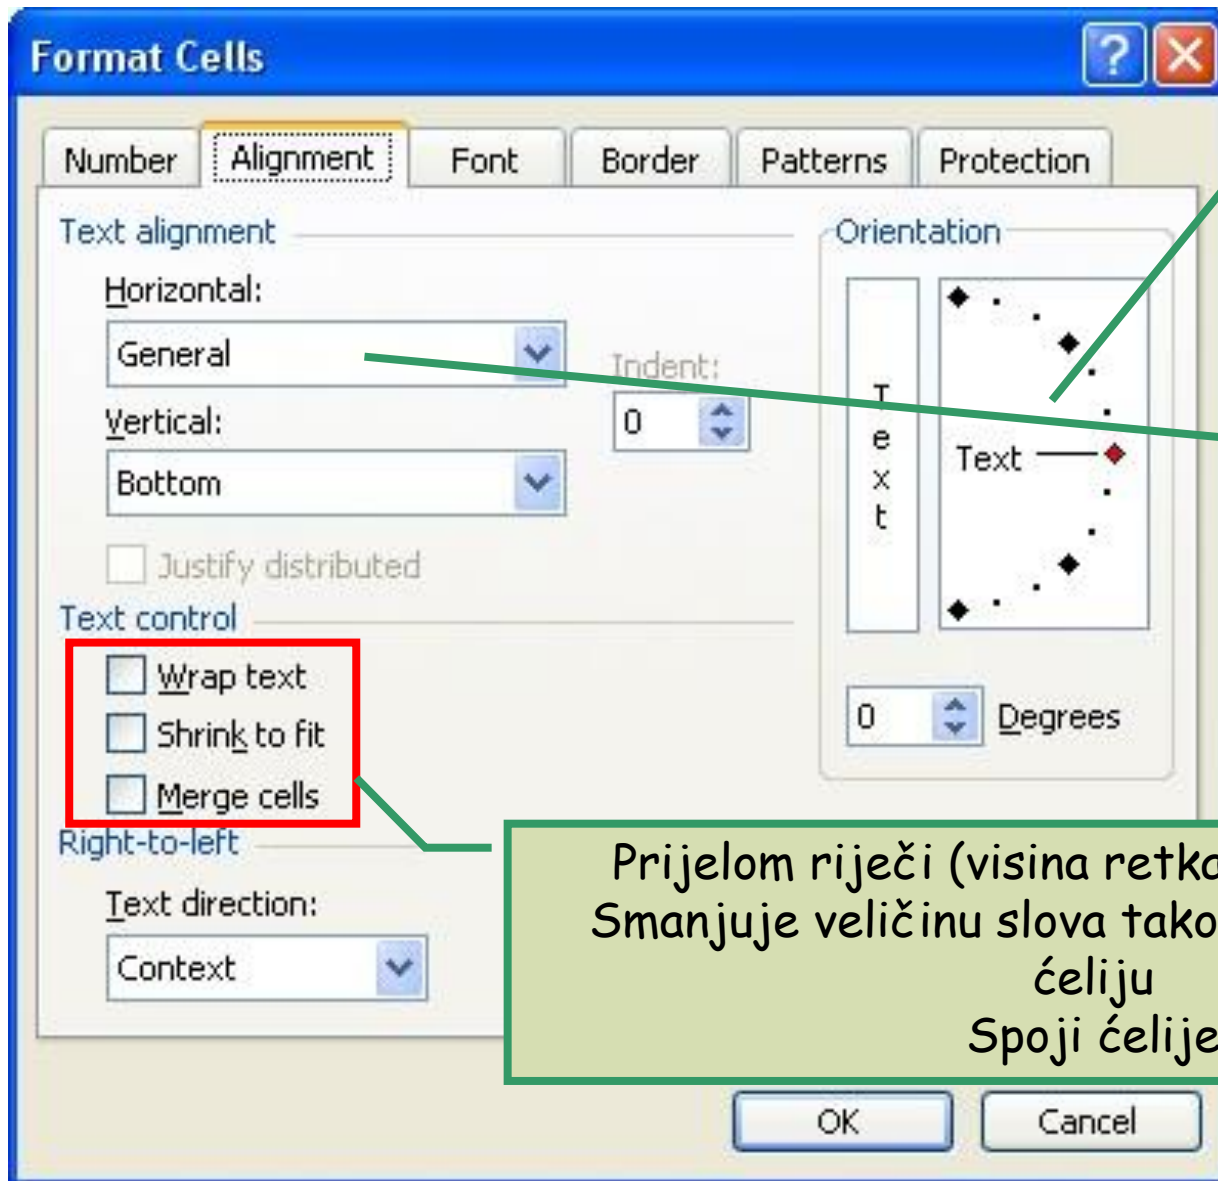 Format Cells
Number Alignment Font Border Patterns Protection
Text alignment
Horizontal:
General
Indent:
0
Vertical:
Bottom
Justify distributed
Text control
Wrap text
Shrink to fit
Merge cells
Right-to-left
Text direction:
Context
Orientation
Text
Text
0 Degrees
Prijelom riječi (visina retka
Smanjuje veličinu slova tako
ćeliju
Spoji ćelije
OK Cancel